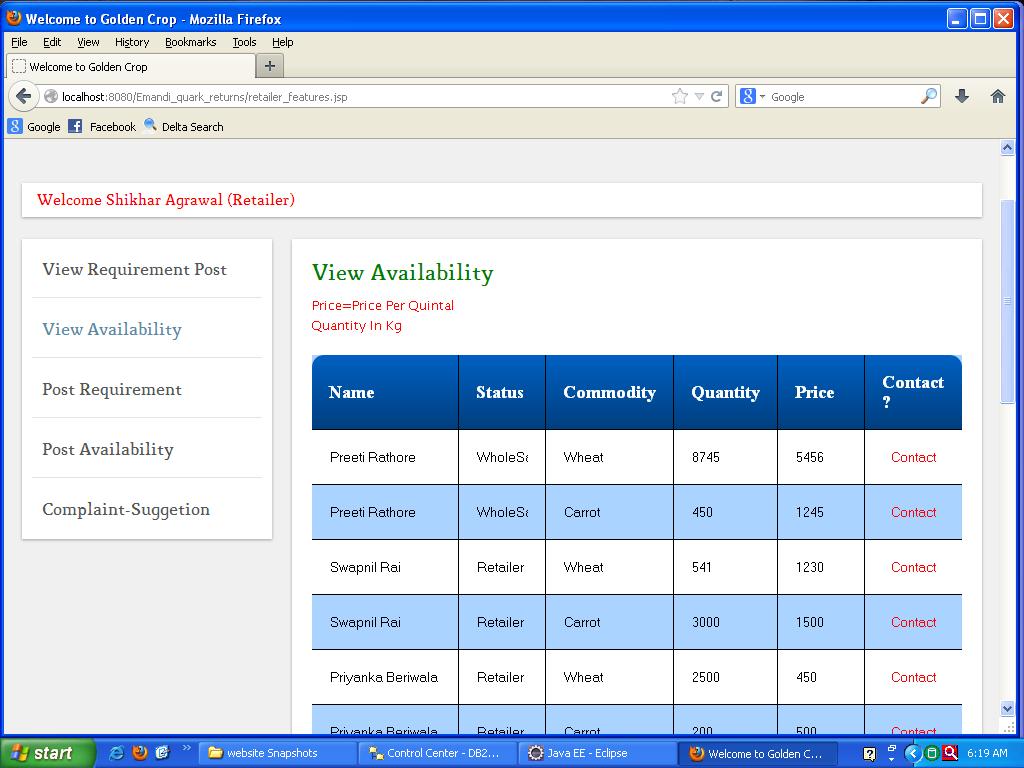 Welcome to Golden Crop - Mozilla Firefox
File Edit View History Bookmarks Tools Help
Welcome to Golden Crop
localhost:8080/Emandi_quark_returns/retailer_features.jsp
Google
Google Facebook Delta Search
Welcome Shikhar Agrawal (Retailer)
View Requirement Post
View Availability
Post Requirement
Post Availability
Complaint-Suggetion
View Availability
Price=Price Per Quintal
Quantity In Kg
Name Status Commodity Quantity Price Contact
?
Preeti Rathore WholeSa Wheat 8745 5456 Contact
Preeti Rathore WholeSa Carrot 450 1245 Contact
Swapnil Rai Retailer Wheat 541 1230 Contact
Swapnil Rai Retailer Carrot 3000 1500 Contact
Priyanka Beriwala Retailer Wheat 2500 450 Contact
Priyanka Beriwala Retailer Carrot 200 500 Contact
start website Snapshots Control Center - DB2... Java EE - Eclipse Welcome to Golden C... 6:19 AM